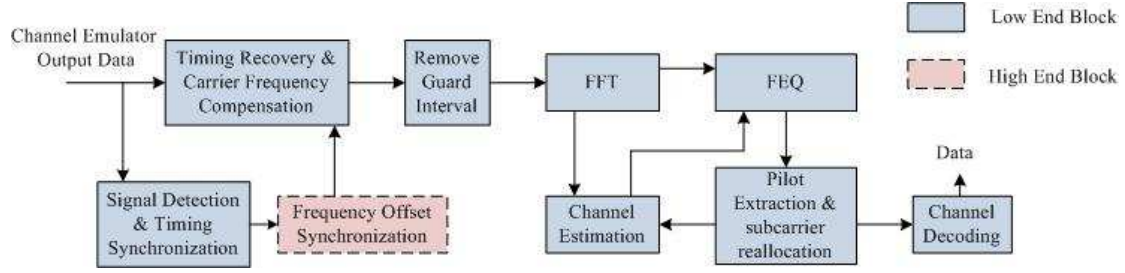 Channel Emulator
Output Data
Timing Recovery &
Carrier Frequency
Compensation
Remove
Guard
Interval
FFT
FEQ
Low End Block
High End Block
Signal Detection
& Timing
Synchronization
Frequency Offset
Synchronization
Channel
Estimation
Pilot
Extraction &
subcarrier
reallocation
Data
Channel
Decoding